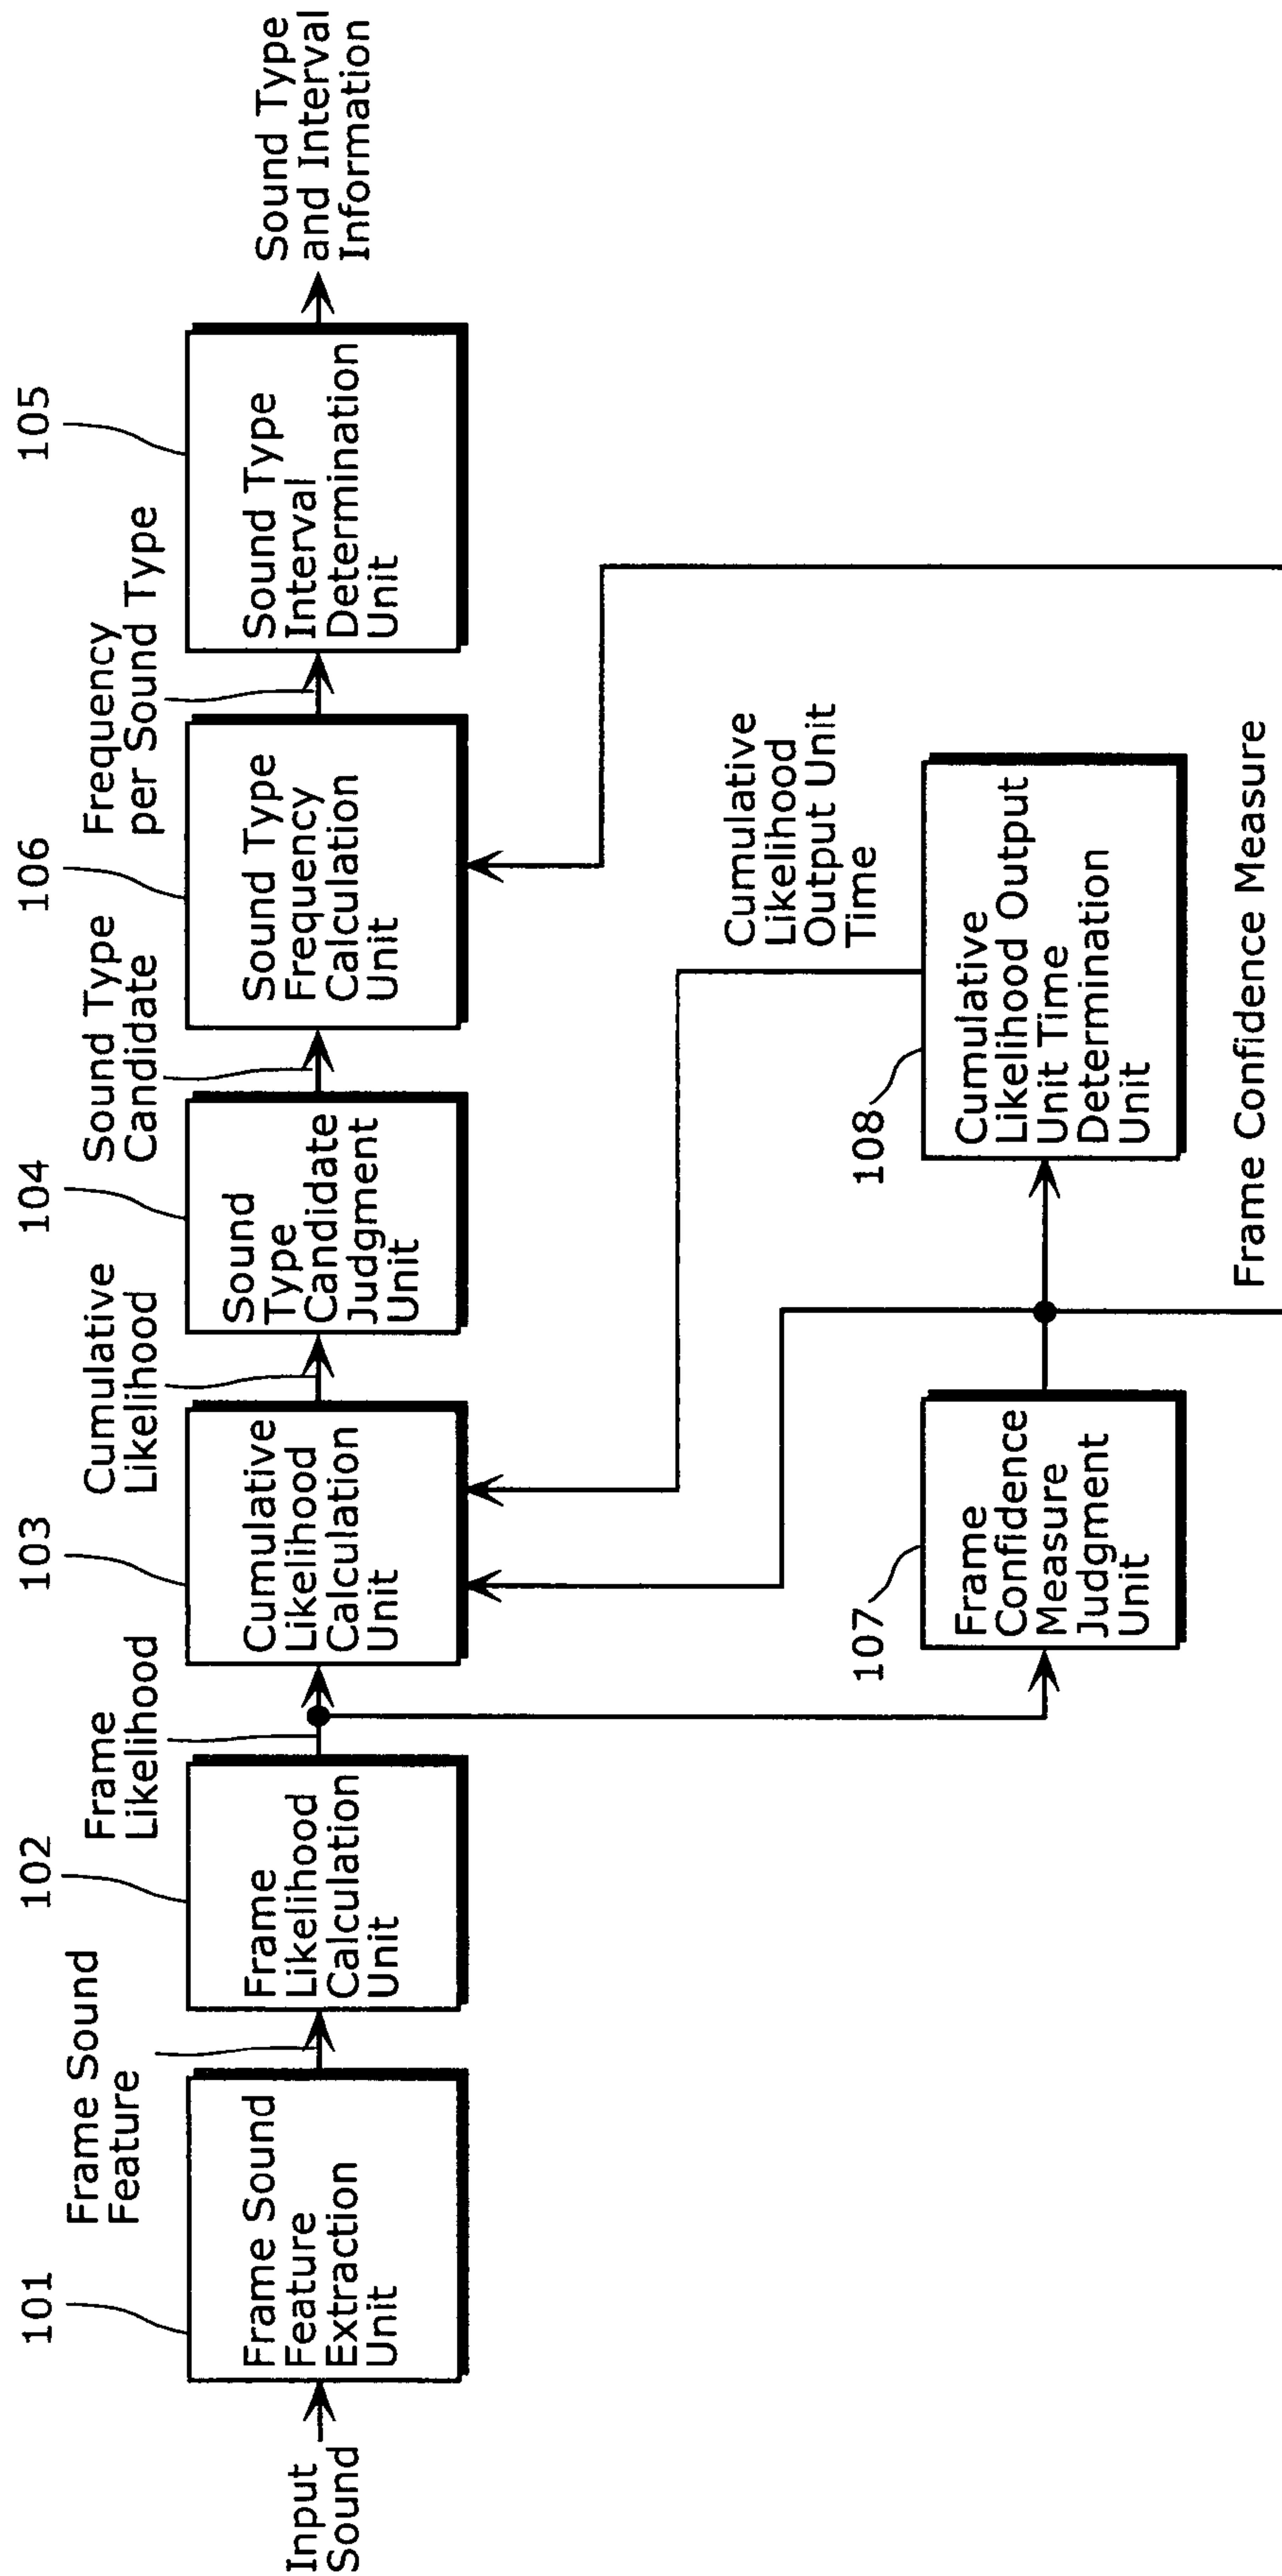 Input
Sound
101
Frame Sound
Feature
Extraction
Unit
Frame Sound
Feature
102
Frame
Likelihood
Calculation
Unit
Frame
Likelihood
103
Cumulative
Likelihood
Calculation
Unit
Cumulative
Likelihood
104
Sound
Type
Candidate
Judgment
Unit
Sound Type
Candidate
106
Sound Type
Frequency
Calculation
Unit
Frequency
per Sound Type
105
Sound Type
Interval
Determination
Unit
Sound Type
and Interval
Information
107
Frame
Confidence
Measure
Judgment
Unit
108
Cumulative
Likelihood Output
Unit Time
Determination
Unit
Cumulative
Likelihood
Output Unit
Time
Frame Confidence Measure